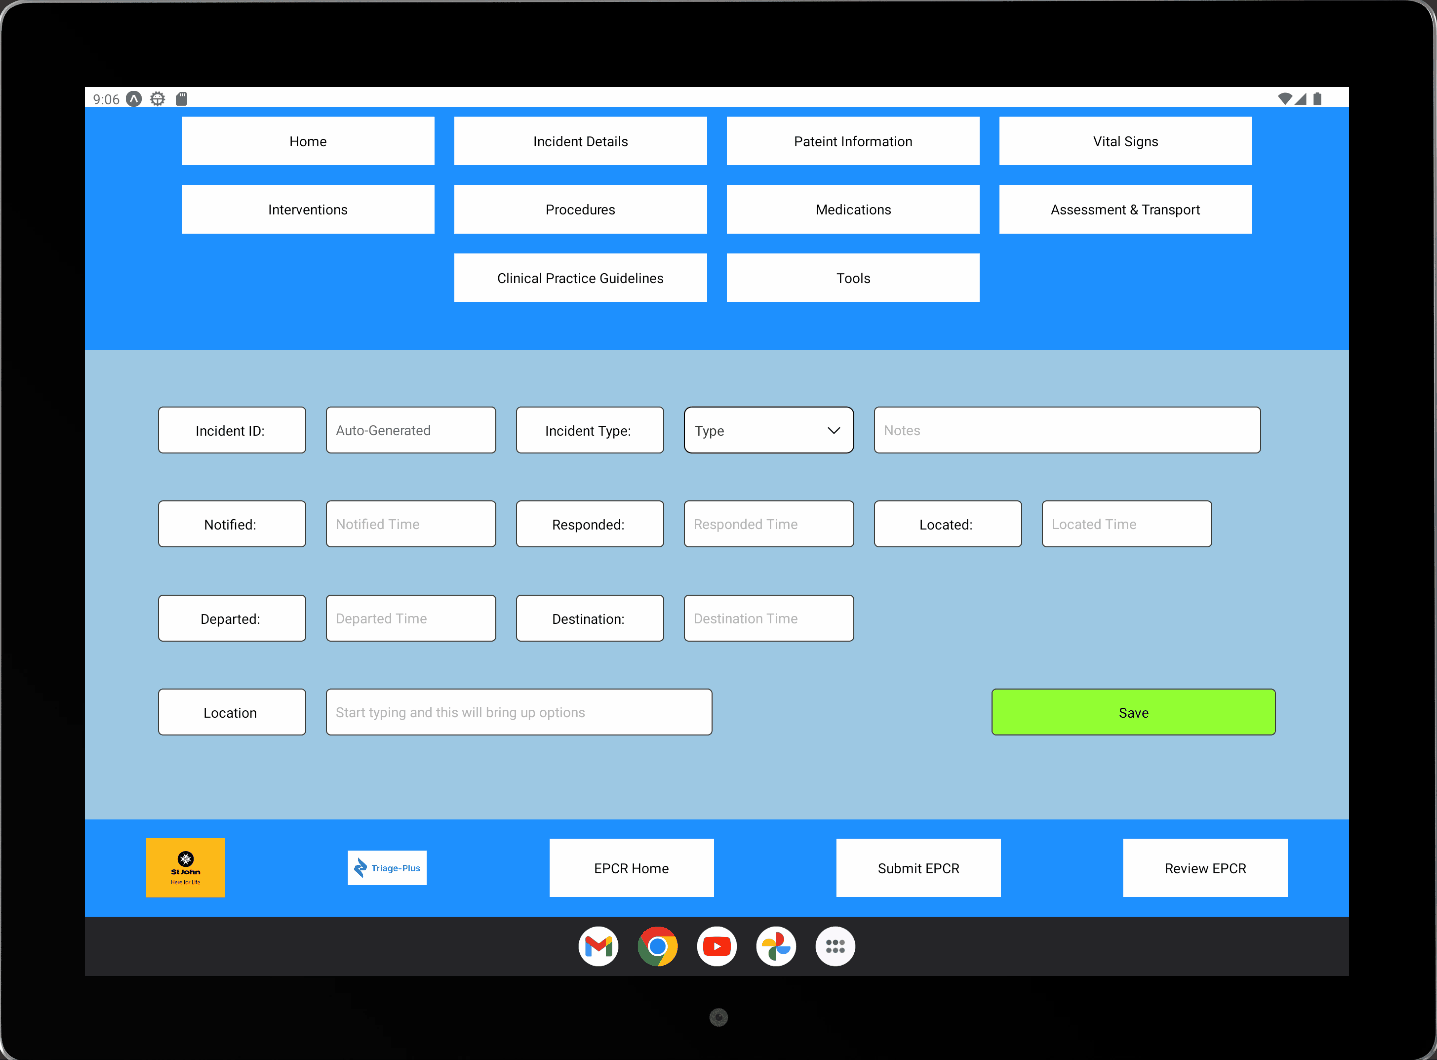 9:06
Home
Incident Details
Pateint Information
Vital Signs
Interventions
Procedures
Medications
Assessment & Transport
Clinical Practice Guidelines
Tools
Incident ID:
Auto-Generated
Incident Type:
Type
Notes
Notified:
Notified Time
Responded:
Responded Time
Located:
Located Time
Departed:
Departed Time
Destination:
Destination Time
Location
Start typing and this will bring up options
Save
St John
Here for Life
Triage-Plus
EPCR Home
Submit EPCR
Review EPCR